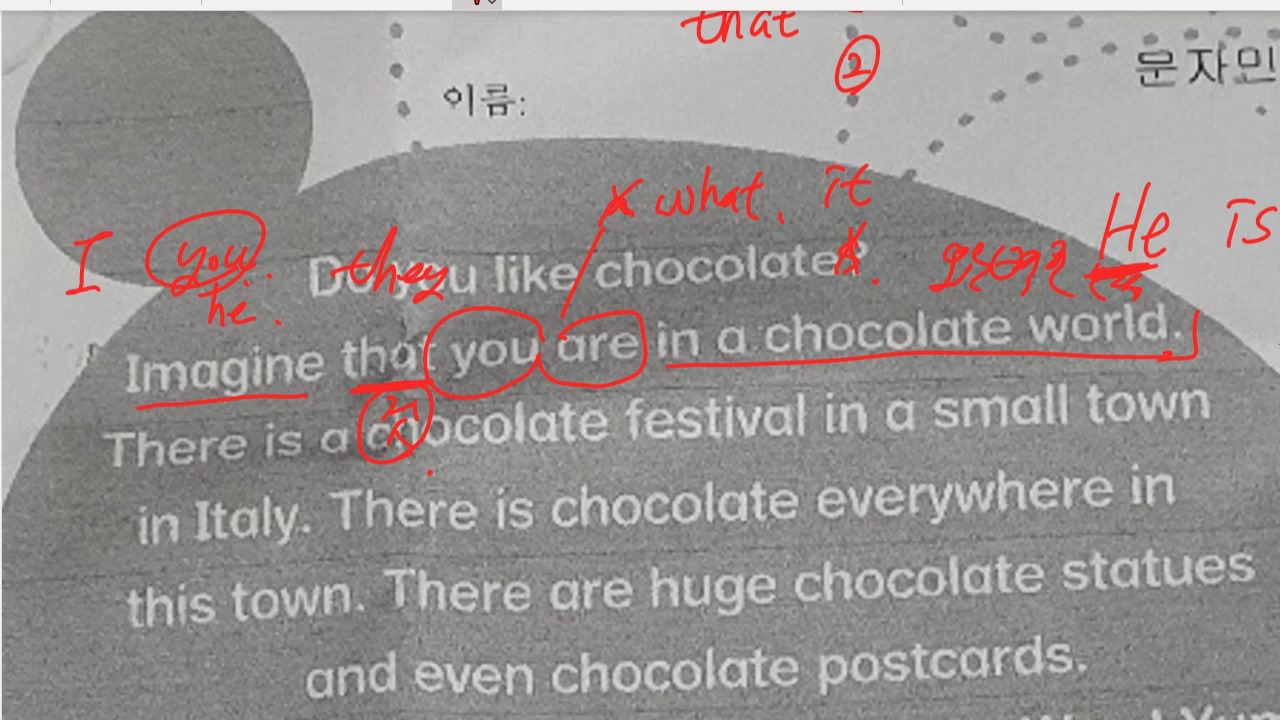 that
②
문자민
이름:
what. it
He is
I you. they
he.
Do you like chocolate?
Imagine that you are in a chocolate world.
There is a chocolate festival in a small town
in Italy. There is chocolate everywhere in
this town. There are huge chocolate statues
and even chocolate postcards.